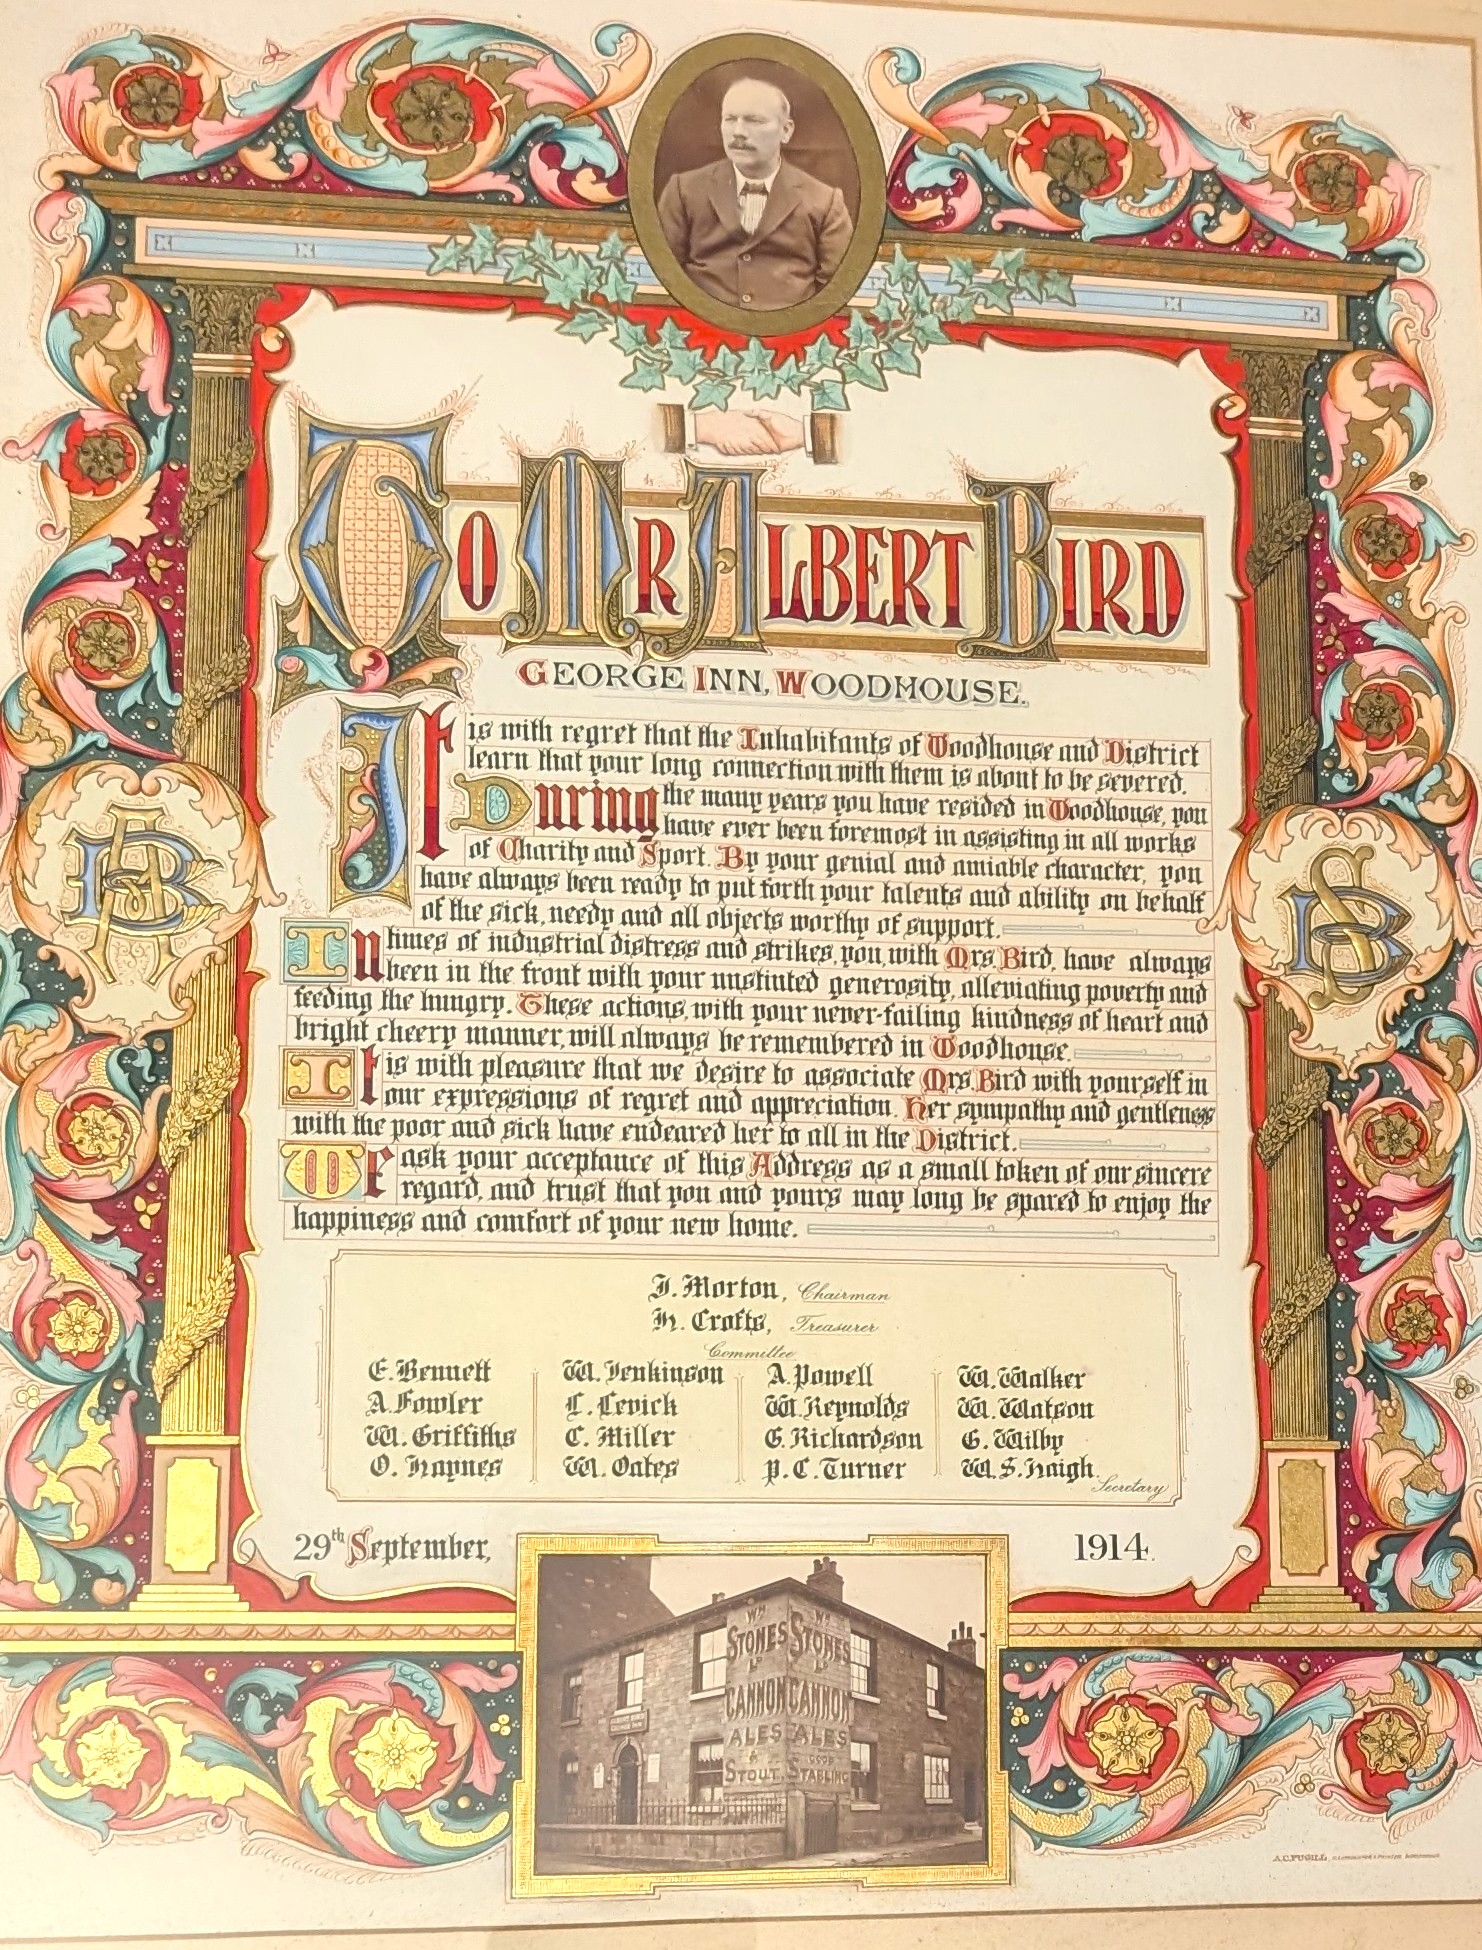 To Mr Albert Bird
George Inn, Woodhouse.
It is with regret that the Inhabitants of Woodhouse and District
learn that your long connection with them is about to be severed.
During the many years you have resided in Woodhouse, you
have ever been foremost in assisting in all works
of Charity and Sport. By your genial and amiable character, you
have always been ready to put forth your talents and ability on behalf
of the sick, needy and all objects worthy of support.
In times of industrial distress and strikes, you, with Mrs Bird, have always
been in the front with your unstinted generosity, alleviating poverty and
feeding the hungry. These actions, with your never-failing kindness of heart and
bright cheery manner, will always be remembered in Woodhouse.
It is with pleasure that we desire to associate Mrs. Bird with yourself in
our expressions of regret and appreciation. Her sympathy and gentleness
with the poor and sick have endeared her to all in the District.
We ask your acceptance of this Address as a small token of our sincere
regard, and trust that you and yours may long be spared to enjoy the
happiness and comfort of your new home.
J. Morton, Chairman
H. Crofts, Treasurer
Committee
E. Bennett W. Jenkinson A. Powell W. Walker
A. Fowler L. Levick W. Reynolds W. Watson
W. Griffiths C. Miller G. Richardson G. Wilby
O. Haynes W. Oates P. C. Turner W. S. Haigh.
Secretary
29th September, 1914.
Wm Wm
Stones Stones
Ld Ld
Cannon Cannon
Ales Ales
& Good
Stout. Stabling
A.C. Fugill,